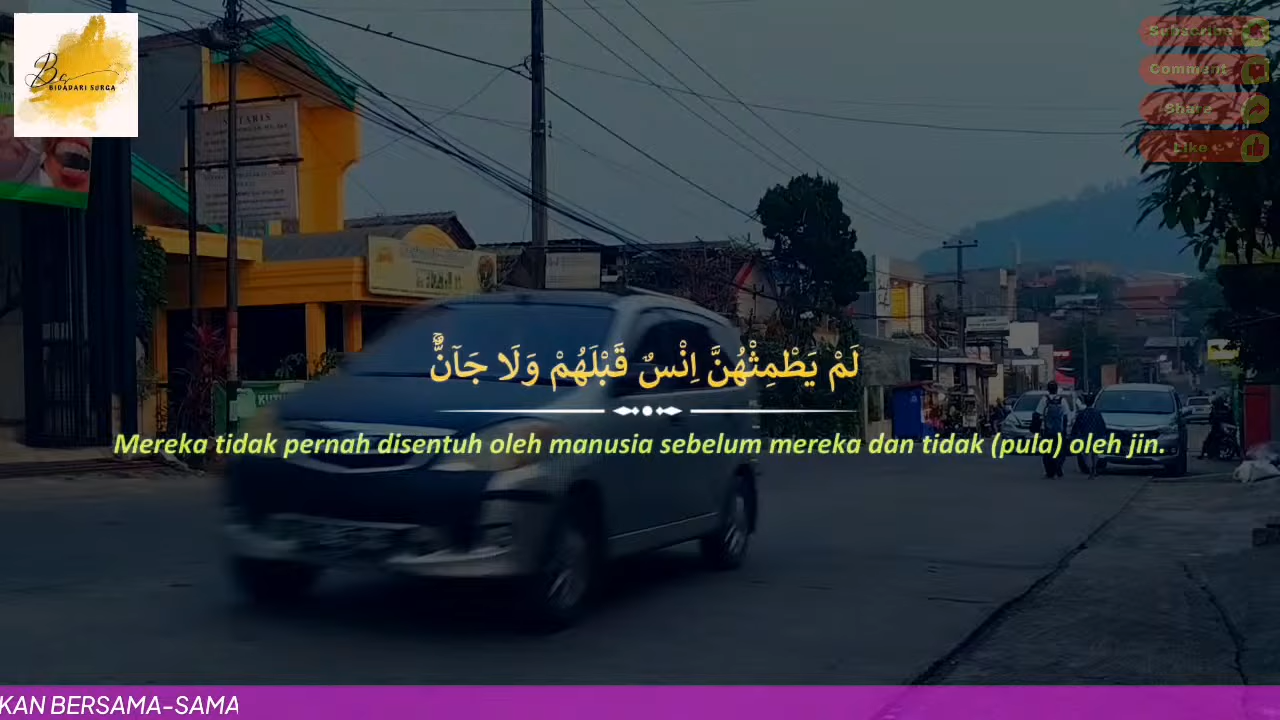 BIDADARI SURGA
Subscribe
Comment
Share
Like
NOTARIS
لَمْ يَطْمِثْهُنَّ اِنْسٌ قَبْلَهُمْ وَلَا جَاۤنٌّۚ
Mereka tidak pernah disentuh oleh manusia sebelum mereka dan tidak (pula) oleh jin.
KAN BERSAMA-SAMA